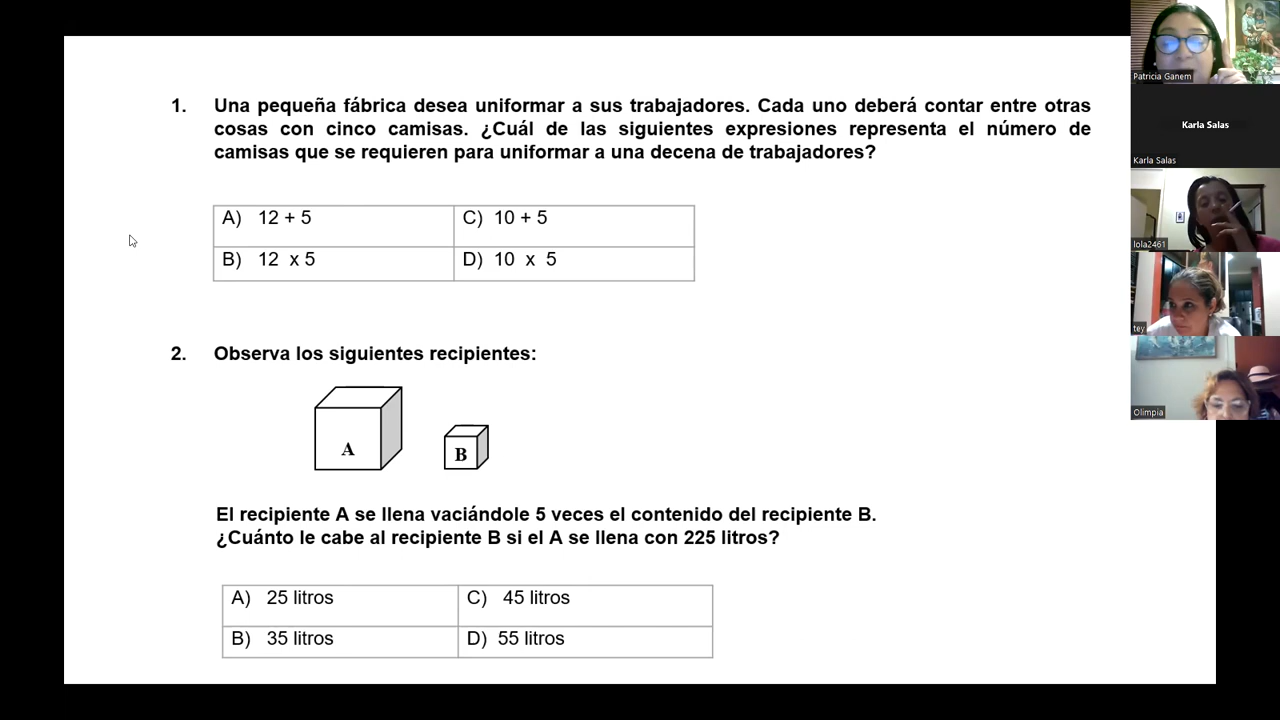 1. Una pequeña fábrica desea uniformar a sus trabajadores. Cada uno deberá contar entre otras
cosas con cinco camisas. ¿Cuál de las siguientes expresiones representa el número de
camisas que se requieren para uniformar a una decena de trabajadores?
A) 12 + 5 C) 10 + 5
B) 12 x 5 D) 10 x 5
2. Observa los siguientes recipientes:
A B
El recipiente A se llena vaciándole 5 veces el contenido del recipiente B.
¿Cuánto le cabe al recipiente B si el A se llena con 225 litros?
A) 25 litros C) 45 litros
B) 35 litros D) 55 litros
Patricia Ganem
Karla Salas
Karla Salas
lola2461
tey
Olimpia